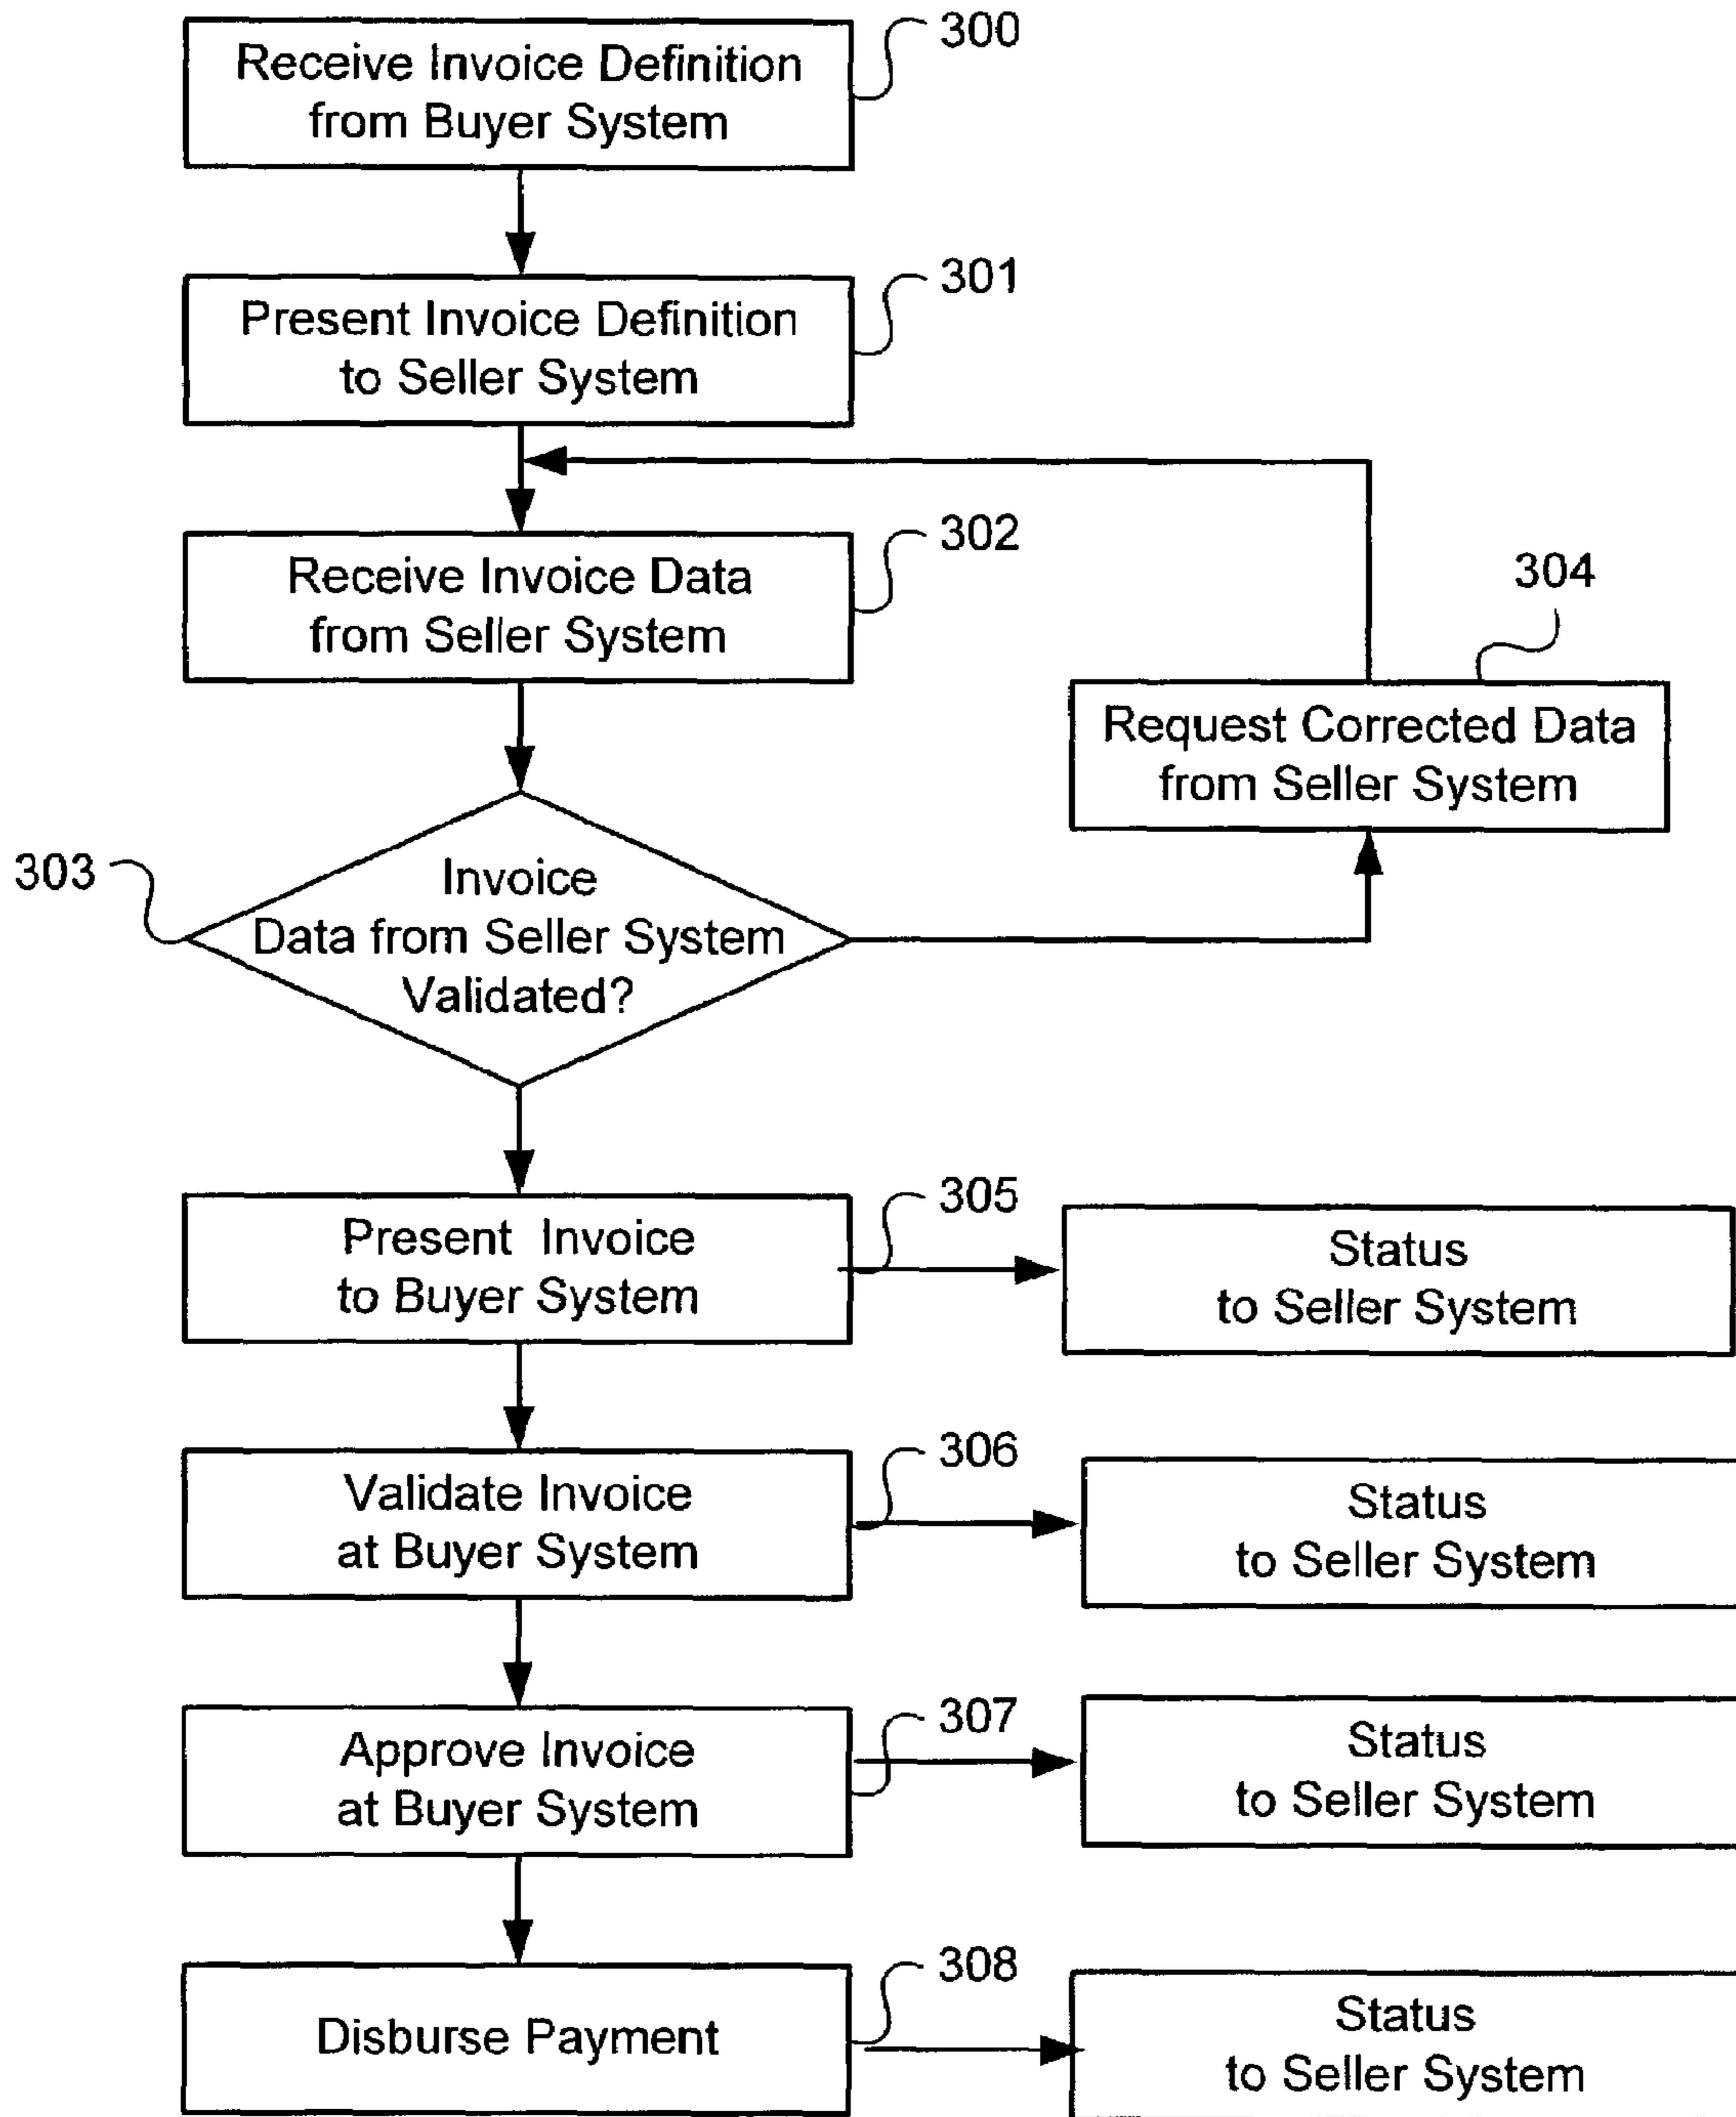 300
Receive Invoice Definition
from Buyer System
301
Present Invoice Definition
to Seller System
302
Receive Invoice Data
from Seller System
304
Request Corrected Data
from Seller System
303
Invoice
Data from Seller System
Validated?
305
Present Invoice
to Buyer System
Status
to Seller System
306
Validate Invoice
at Buyer System
Status
to Seller System
307
Approve Invoice
at Buyer System
Status
to Seller System
308
Disburse Payment
Status
to Seller System